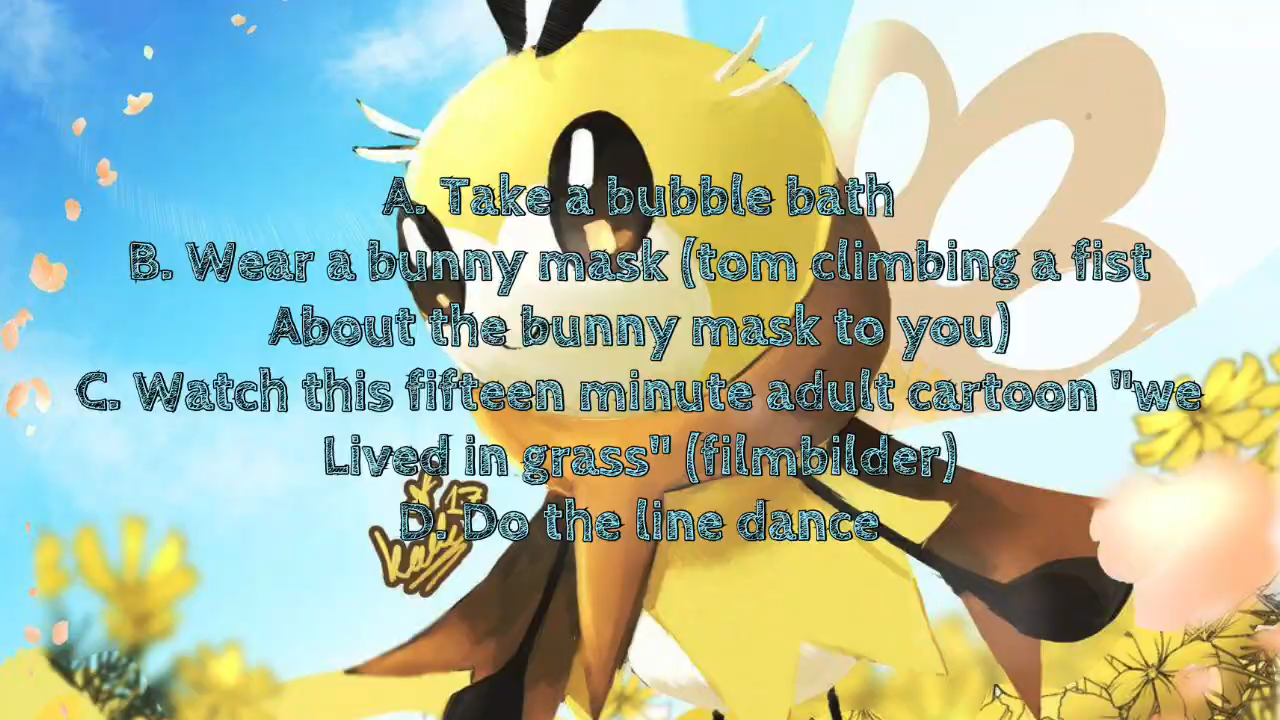 A. Take a bubble bath
B. Wear a bunny mask (tom climbing a fist
About the bunny mask to you)
C. Watch this fifteen minute adult cartoon "we
Lived in grass" (filmbilder)
D. Do the line dance